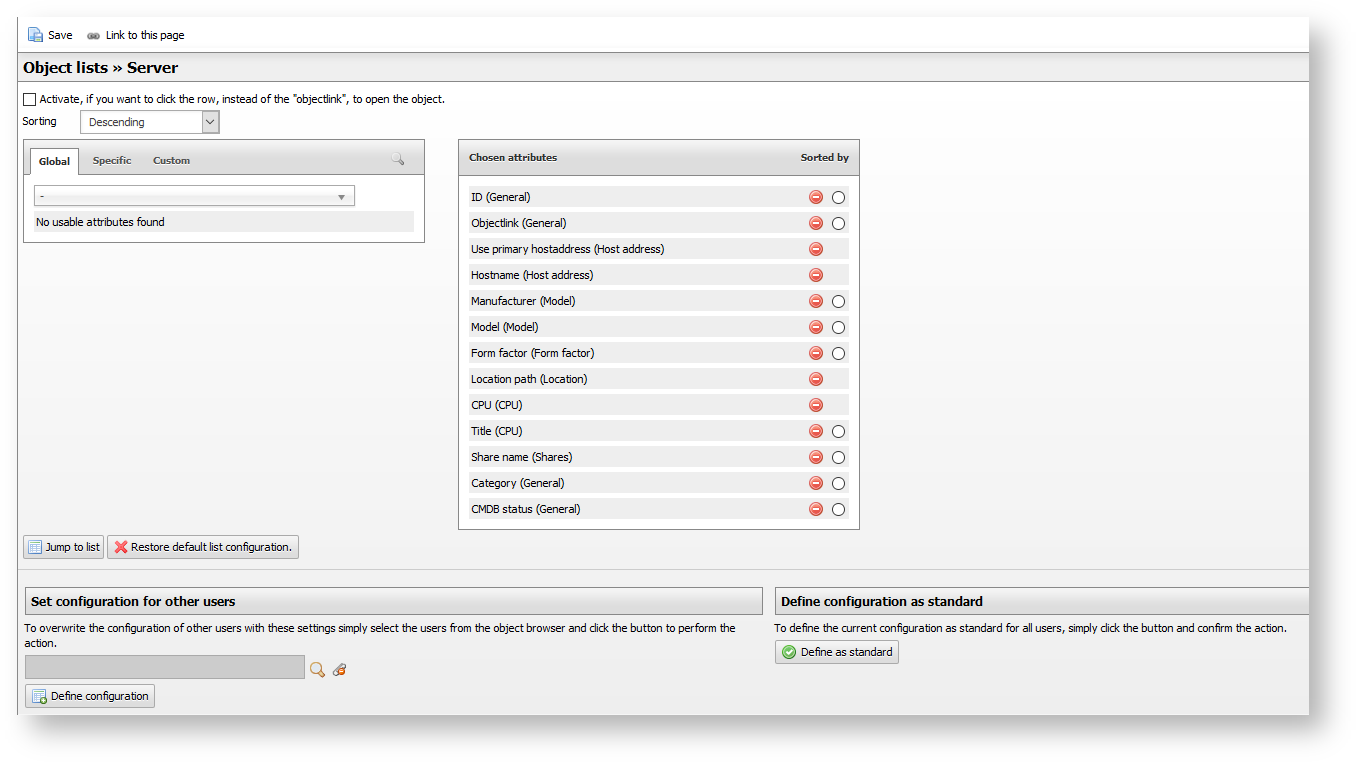 Save Link to this page
Object lists » Server
Activate, if you want to click the row, instead of the "objectlink", to open the object.
Sorting Descending
Global Specific Custom
-
No usable attributes found
Chosen attributes Sorted by
ID (General)
Objectlink (General)
Use primary hostaddress (Host address)
Hostname (Host address)
Manufacturer (Model)
Model (Model)
Form factor (Form factor)
Location path (Location)
CPU (CPU)
Title (CPU)
Share name (Shares)
Category (General)
CMDB status (General)
Jump to list Restore default list configuration.
Set configuration for other users
To overwrite the configuration of other users with these settings simply select the users from the object browser and click the button to perform the
action.
Define configuration
Define configuration as standard
To define the current configuration as standard for all users, simply click the button and confirm the action.
Define as standard